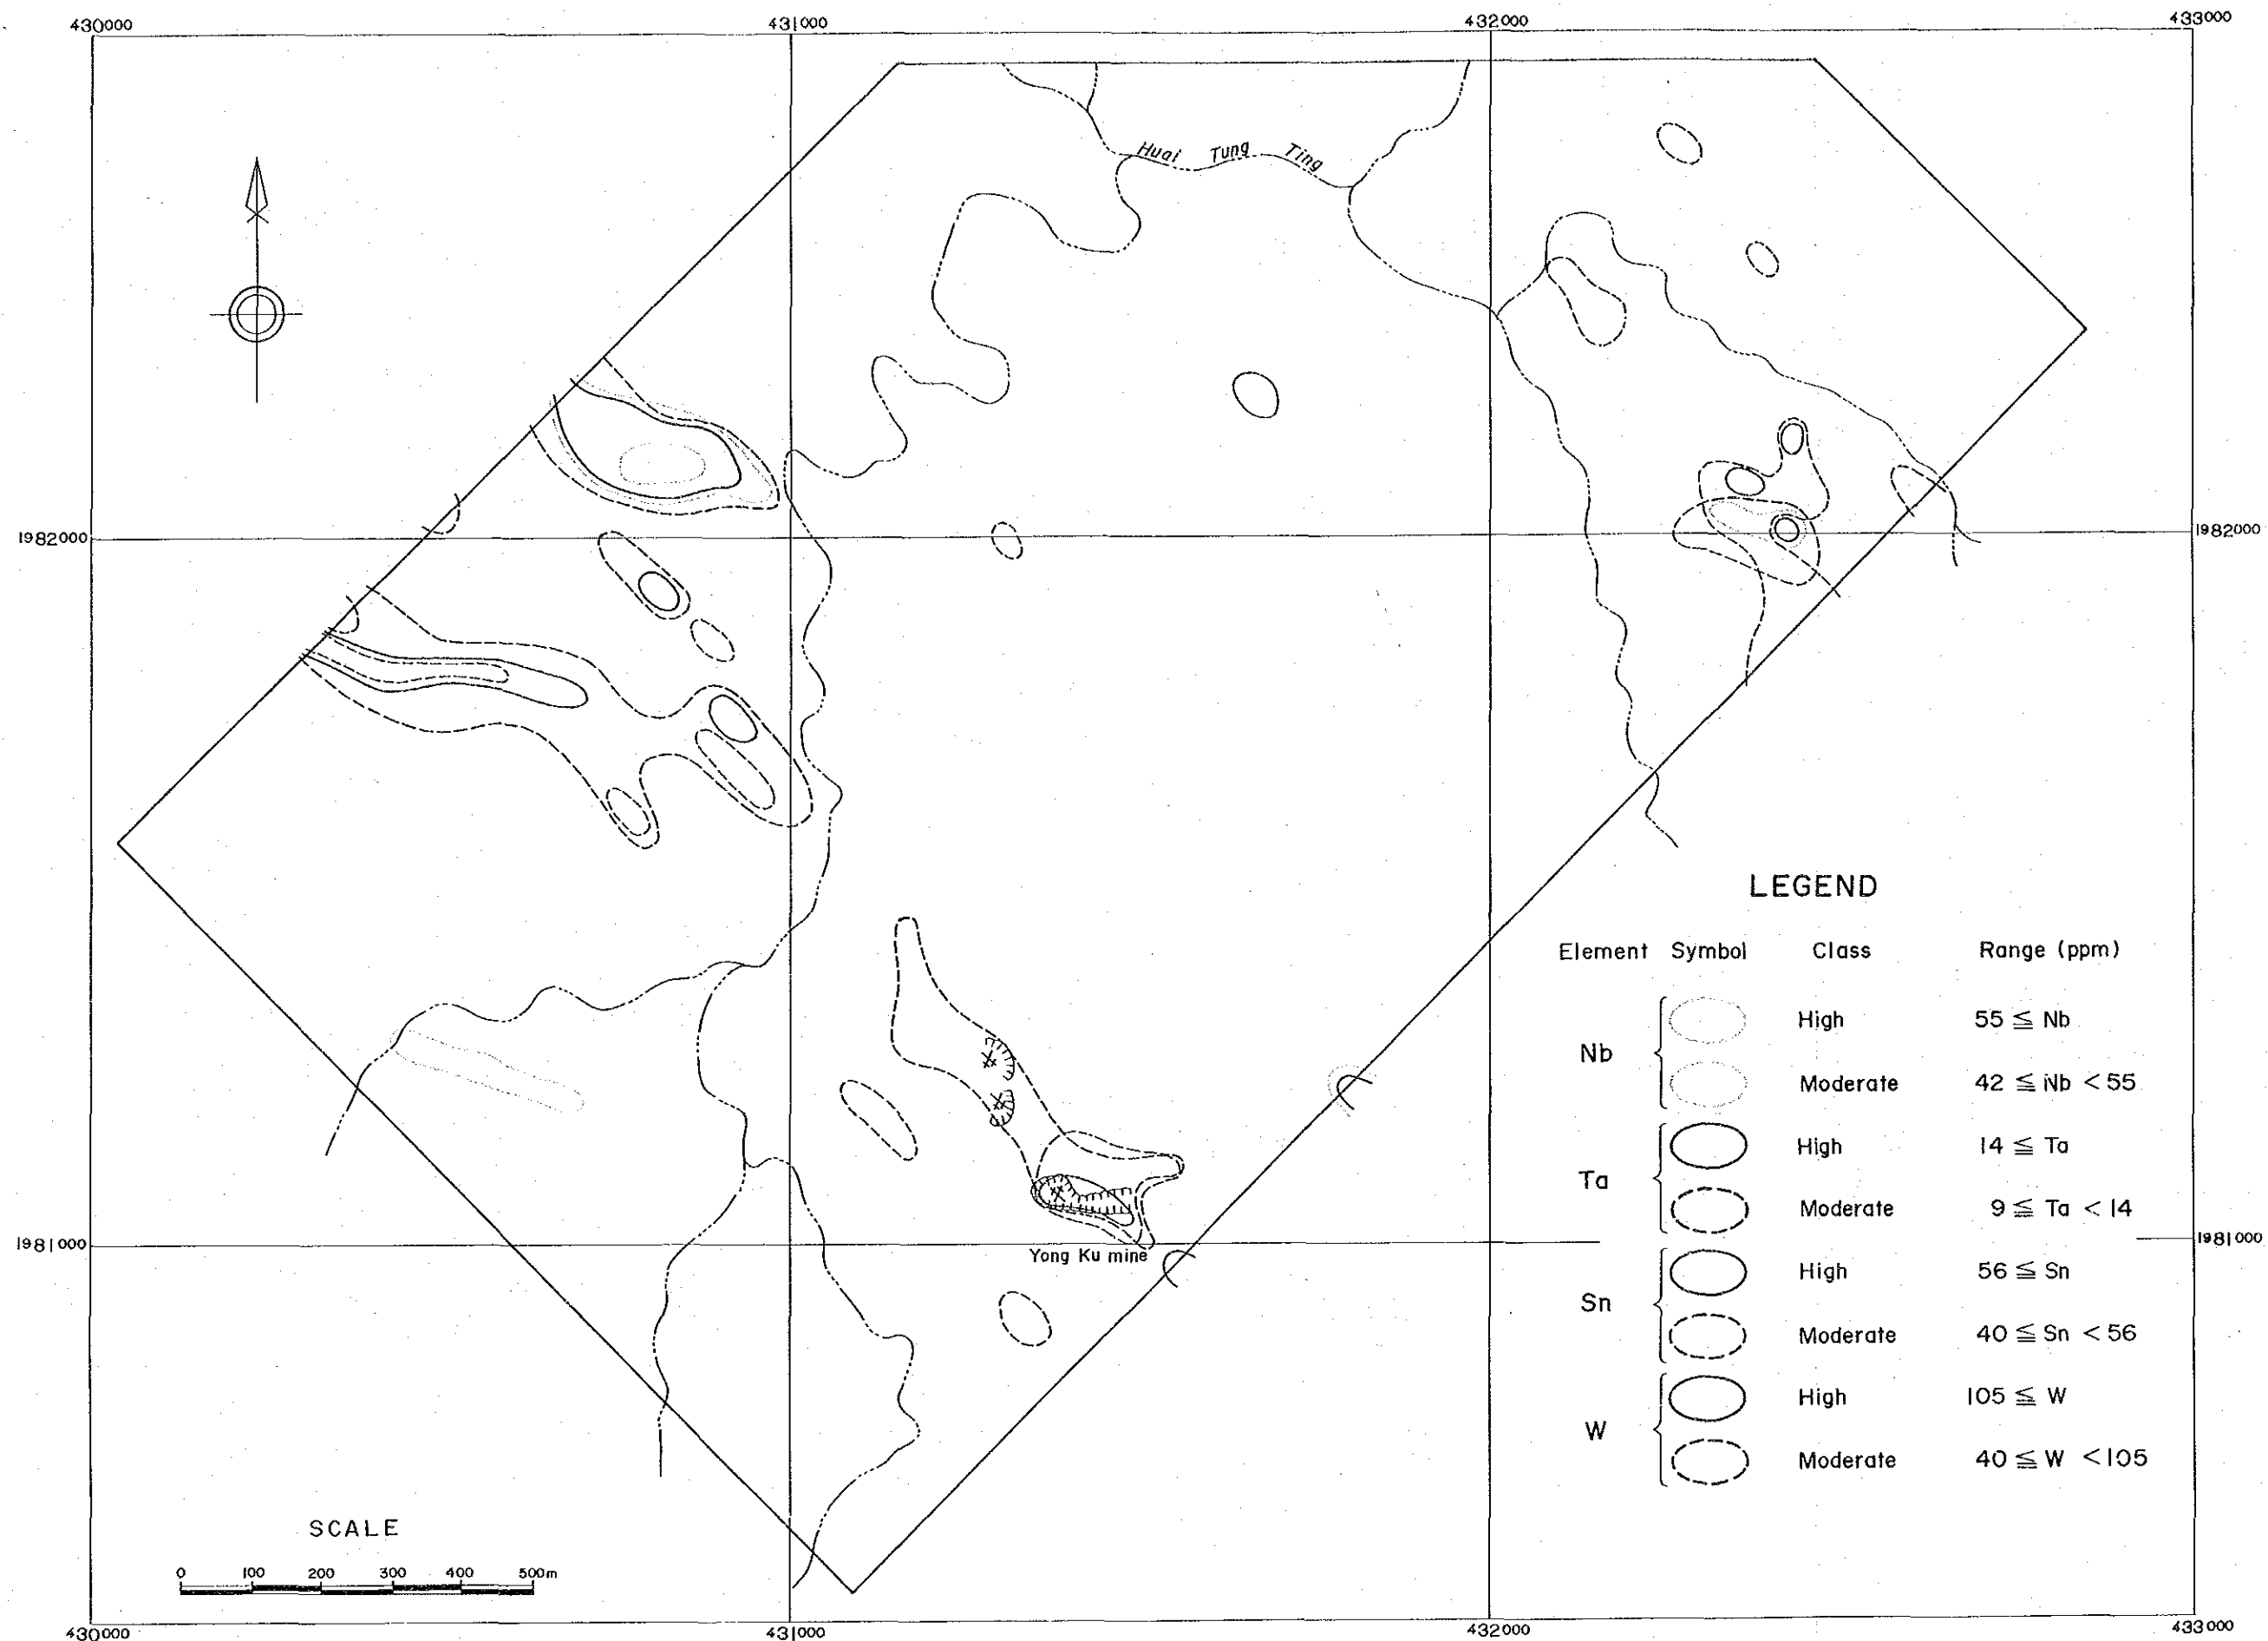 430000 431000 432000 433000
Huai Tung Ting
1982000 1982000
LEGEND
Element Symbol Class Range (ppm)
Nb High 55 ≦ Nb
Moderate 42 ≦ Nb < 55
Ta High 14 ≦ Ta
Moderate 9 ≦ Ta < 14
Sn High 56 ≦ Sn
Moderate 40 ≦ Sn < 56
W High 105 ≦ W
Moderate 40 ≦ W < 105
1981000 1981000
Yong Ku mine
SCALE
0 100 200 300 400 500m
430000 431000 432000 433000